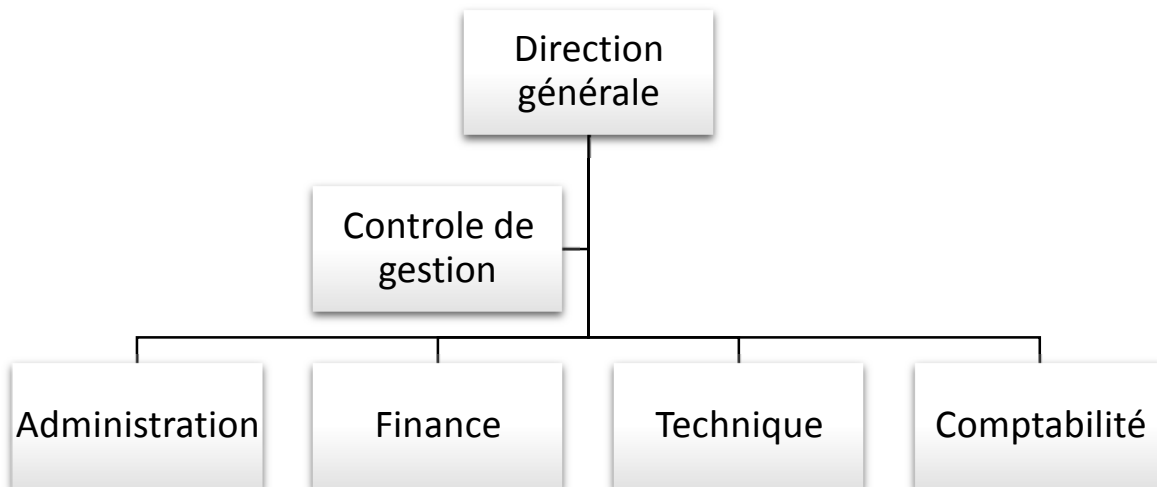 Direction
générale
Controle de
gestion
Administration
Finance
Technique
Comptabilité